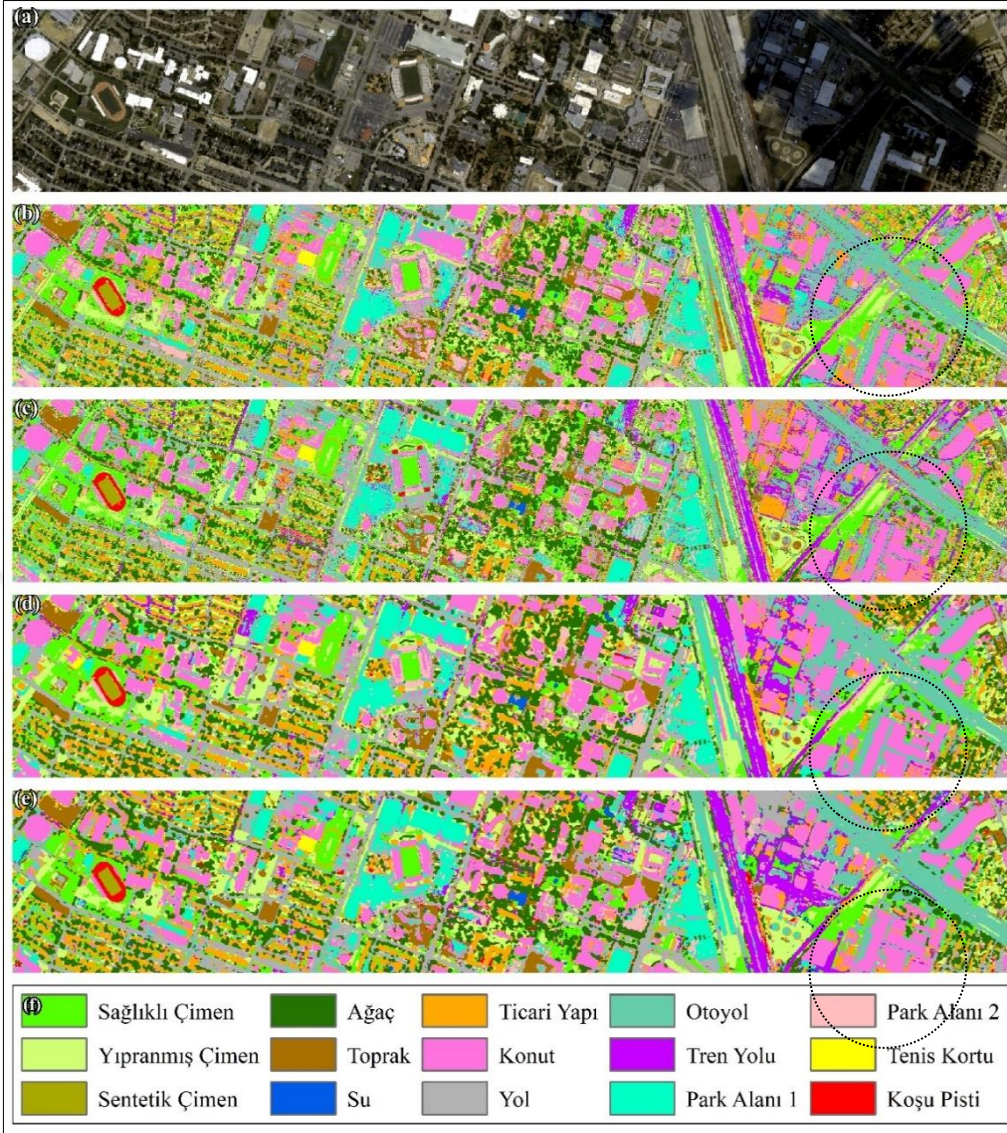 (a)
(b)
(c)
(d)
(e)
(f)
Sağlıklı Çimen Ağaç Ticari Yapı Otoyol Park Alanı 2
Yıpranmış Çimen Toprak Konut Tren Yolu Tenis Kortu
Sentetik Çimen Su Yol Park Alanı 1 Koşu Pisti